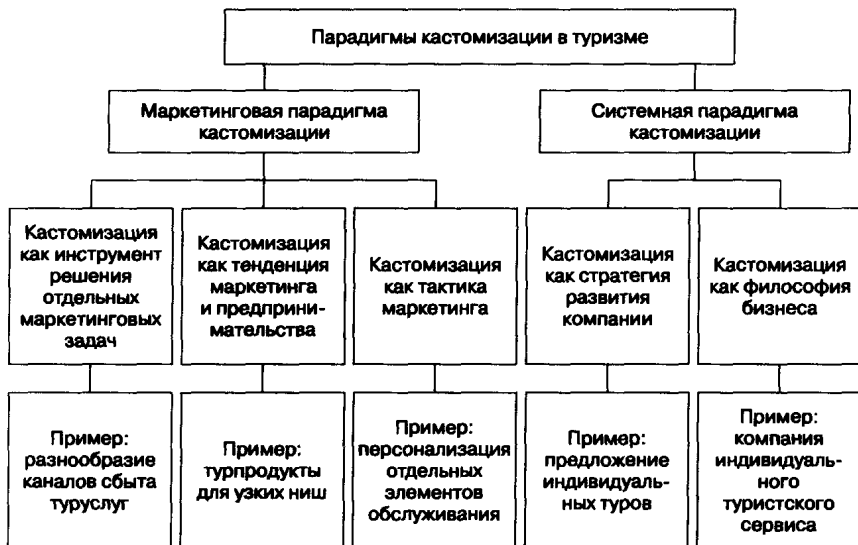 Парадигмы кастомизации в туризме
Маркетинговая парадигма
кастомизации
Системная парадигма
кастомизации
Кастомизация
как инструмент
решения
отдельных
маркетинговых
задач
Кастомизация
как тенденция
маркетинга
и предприни-
мательства
Кастомизация
как тактика
маркетинга
Кастомизация
как стратегия
развития
компании
Кастомизация
как философия
бизнеса
Пример:
разнообразие
каналов сбыта
туруслуг
Пример:
турпродукты
для узких ниш
Пример:
персонализация
отдельных
элементов
обслуживания
Пример:
предложение
индивидуаль-
ных туров
Пример:
компания
индивидуаль-
ного
туристского
сервиса